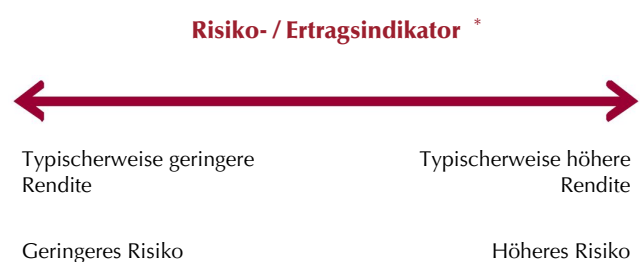 Risiko- / Ertragsindikator *
Typischerweise geringere
Rendite
Typischerweise höhere
Rendite
Geringeres Risiko
Höheres Risiko